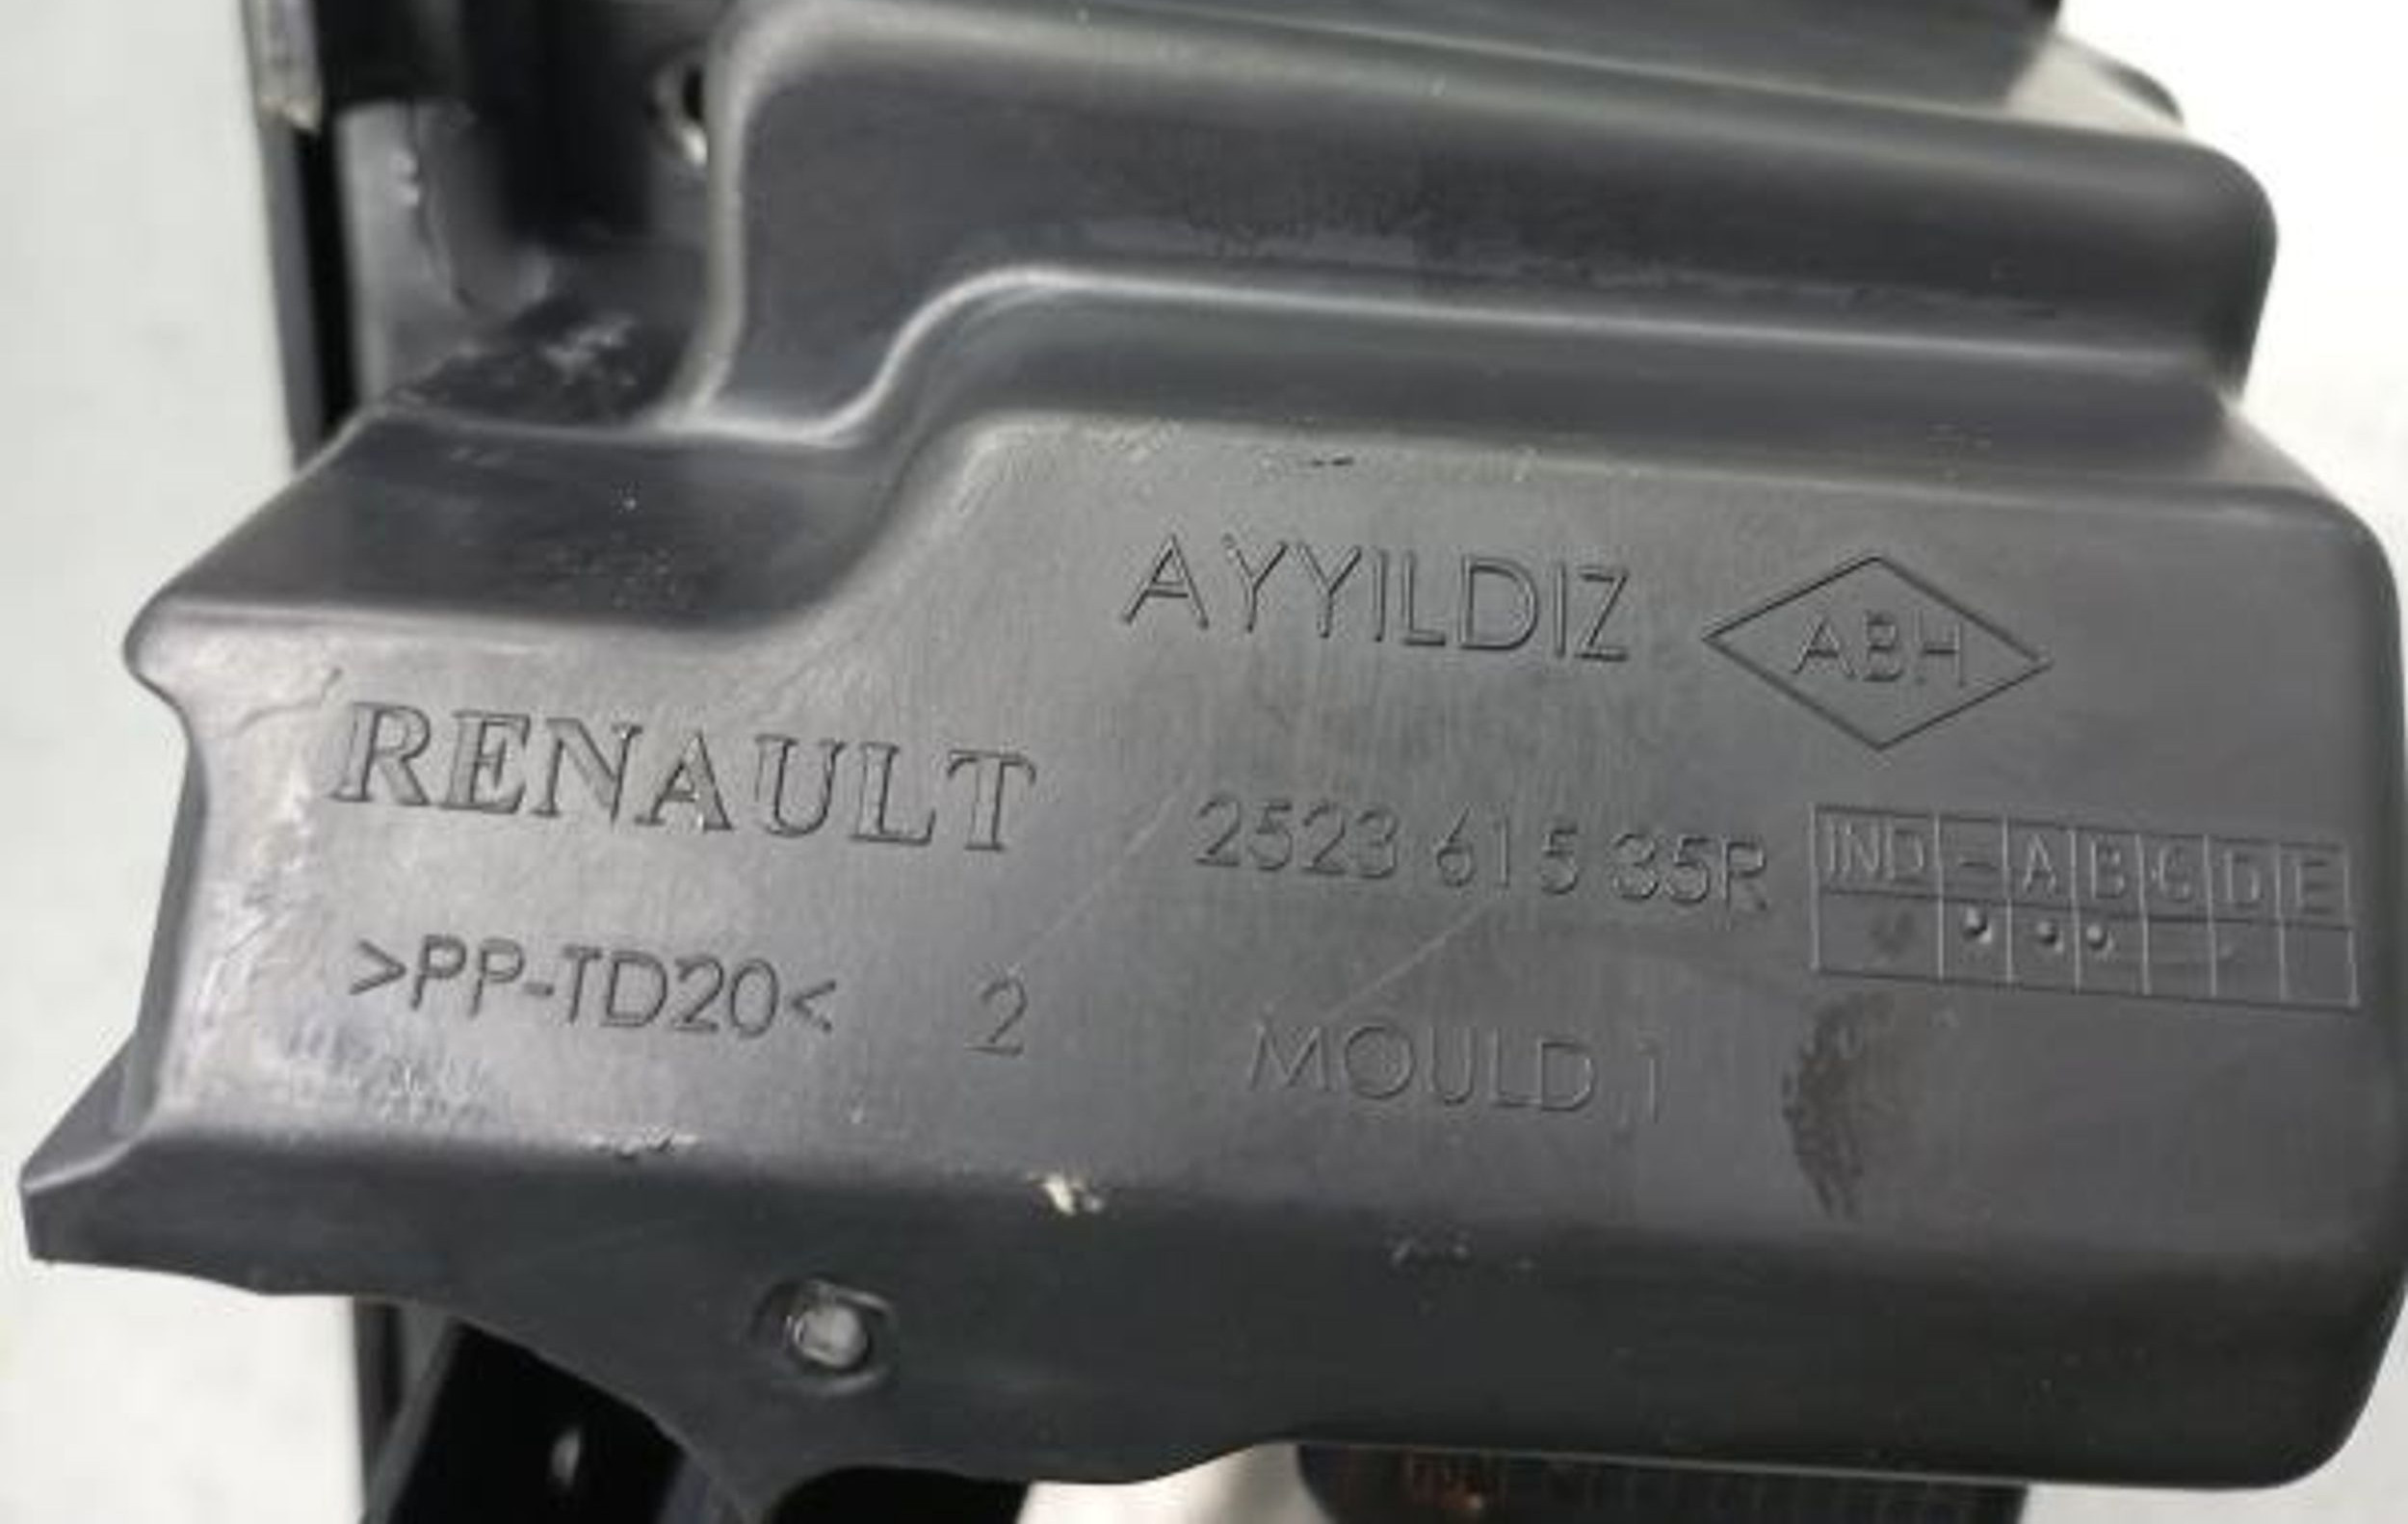 AYYILDIZ ABH
RENAULT
2523 615 35R
IND - A B C D E
>PP-TD20< 2
MOULD 1